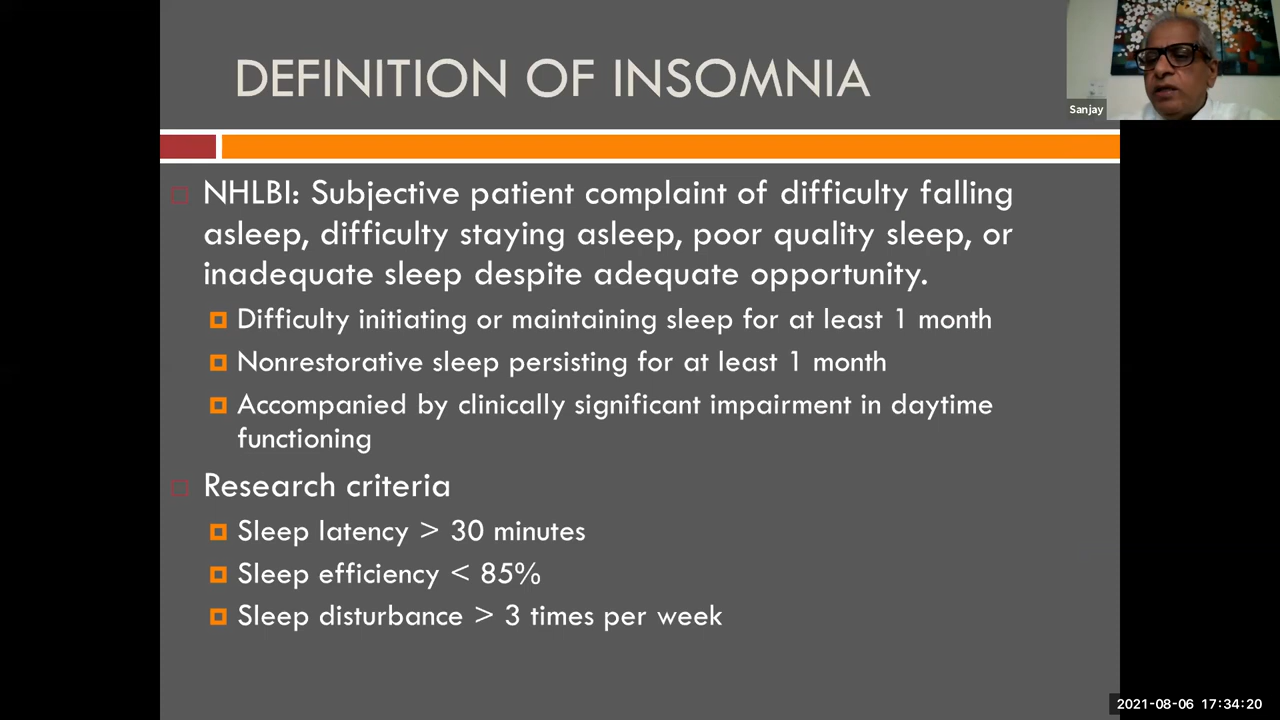 DEFINITION OF INSOMNIA
Sanjay
NHLBI: Subjective patient complaint of difficulty falling
asleep, difficulty staying asleep, poor quality sleep, or
inadequate sleep despite adequate opportunity.
Difficulty initiating or maintaining sleep for at least 1 month
Nonrestorative sleep persisting for at least 1 month
Accompanied by clinically significant impairment in daytime
functioning
Research criteria
Sleep latency > 30 minutes
Sleep efficiency < 85%
Sleep disturbance > 3 times per week
2021-08-06 17:34:20